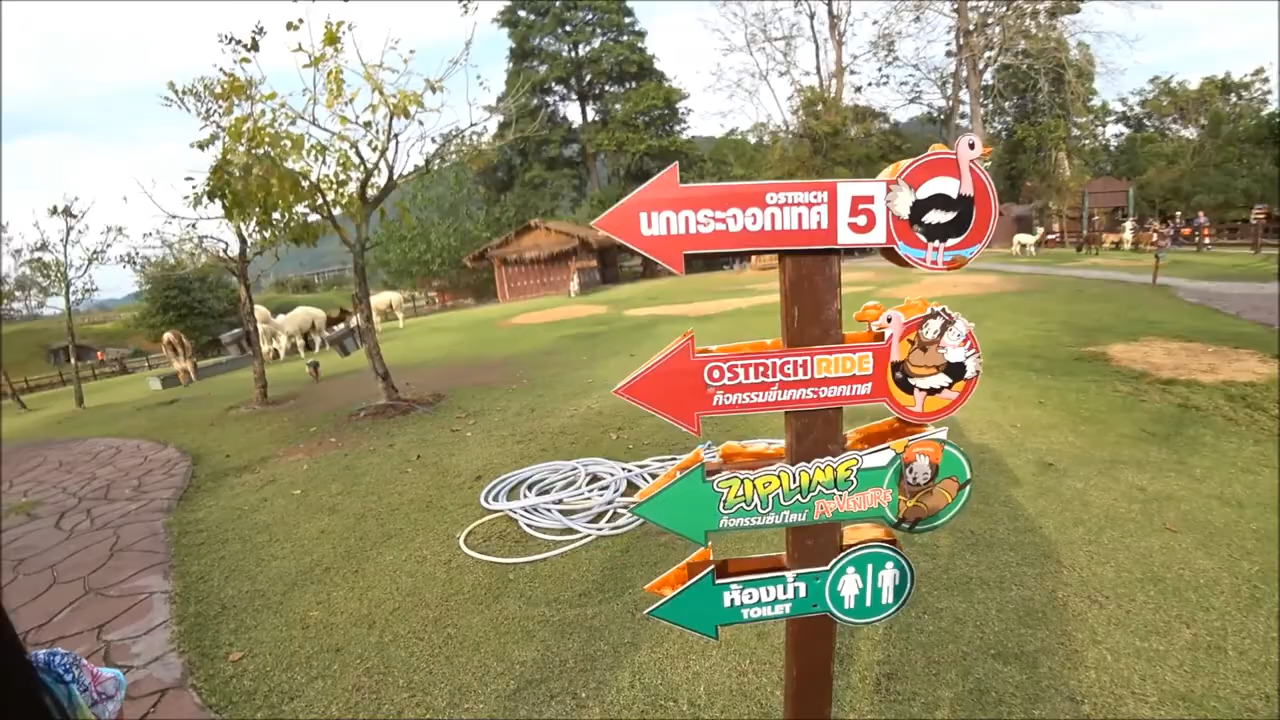 OSTRICH
นกกระจอกเทศ 5
OSTRICH RIDE
กิจกรรมขี่นกกระจอกเทศ
ZIPLINE
ADVENTURE
กิจกรรมซิปไลน์
ห้องน้ำ
TOILET